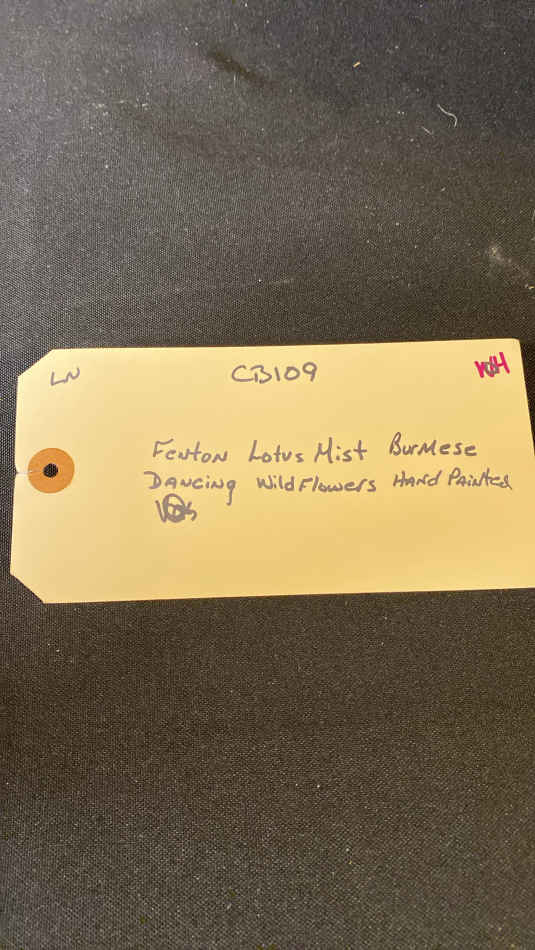 LN CB109 WH
Fenton Lotus Mist Burmese
Dancing WildFlowers Hand Painted